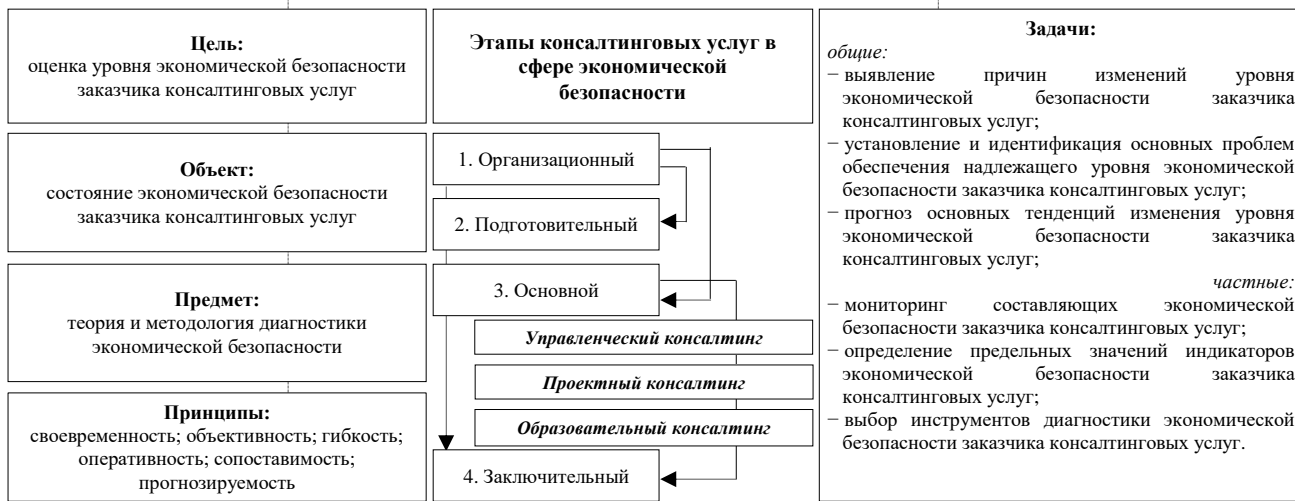 Цель:
оценка уровня экономической безопасности
заказчика консалтинговых услуг
Объект:
состояние экономической безопасности
заказчика консалтинговых услуг
Предмет:
теория и методология диагностики
экономической безопасности
Принципы:
своевременность; объективность; гибкость;
оперативность; сопоставимость;
прогнозируемость
Этапы консалтинговых услуг в
сфере экономической
безопасности
1. Организационный
2. Подготовительный
3. Основной
Управленческий консалтинг
Проектный консалтинг
Образовательный консалтинг
4. Заключительный
Задачи:
общие:
− выявление причин изменений уровня
экономической безопасности заказчика
консалтинговых услуг;
− установление и идентификация основных проблем
обеспечения надлежащего уровня экономической
безопасности заказчика консалтинговых услуг;
− прогноз основных тенденций изменения уровня
экономической безопасности заказчика
консалтинговых услуг;
частные:
− мониторинг составляющих экономической
безопасности заказчика консалтинговых услуг;
− определение предельных значений индикаторов
экономической безопасности заказчика
консалтинговых услуг;
− выбор инструментов диагностики экономической
безопасности заказчика консалтинговых услуг.